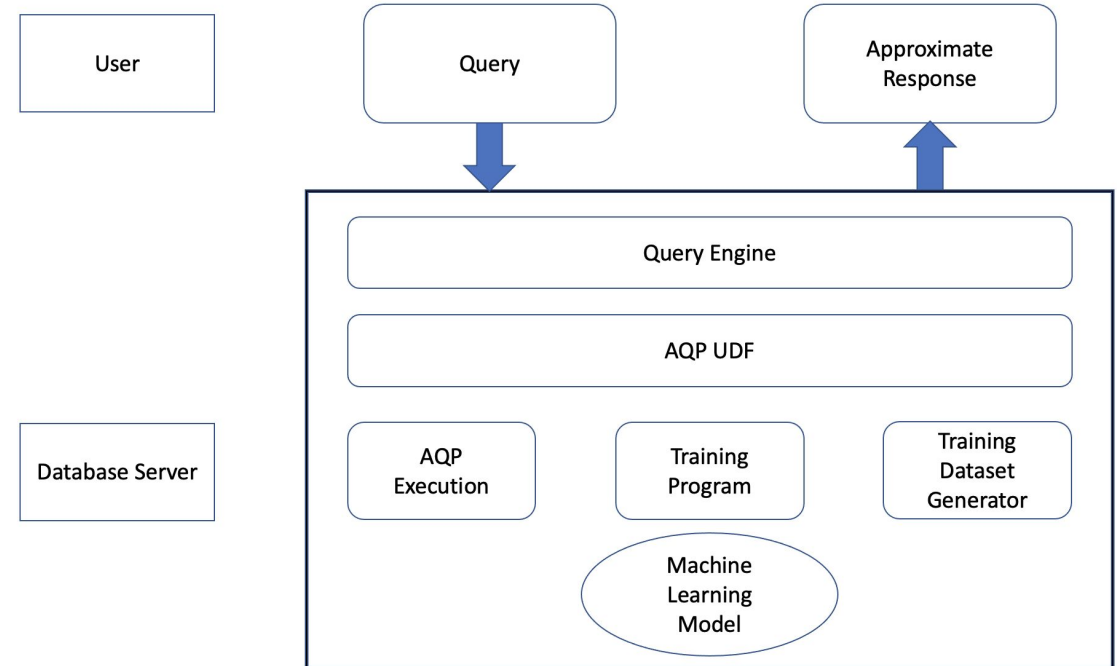 User
Query
Approximate
Response
Query Engine
AQP UDF
Database Server
AQP
Execution
Training
Program
Training
Dataset
Generator
Machine
Learning
Model